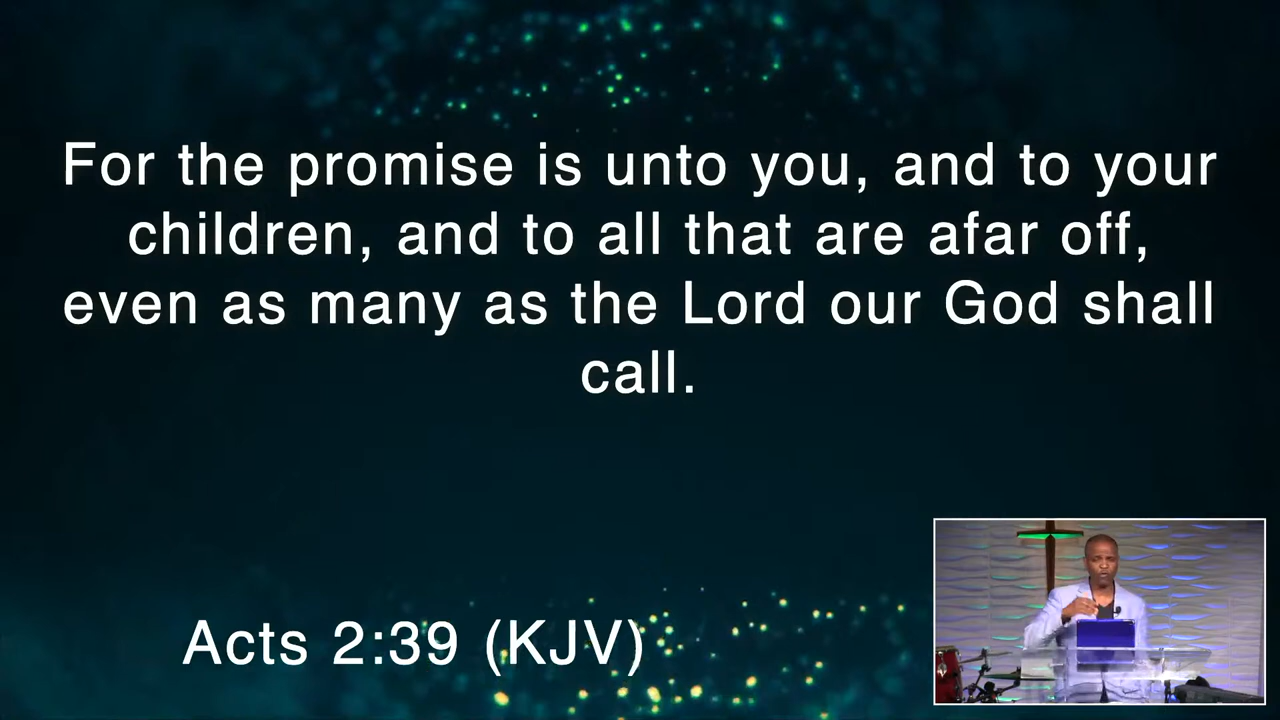 For the promise is unto you, and to your
children, and to all that are afar off,
even as many as the Lord our God shall
call.
Acts 2:39 (KJV)